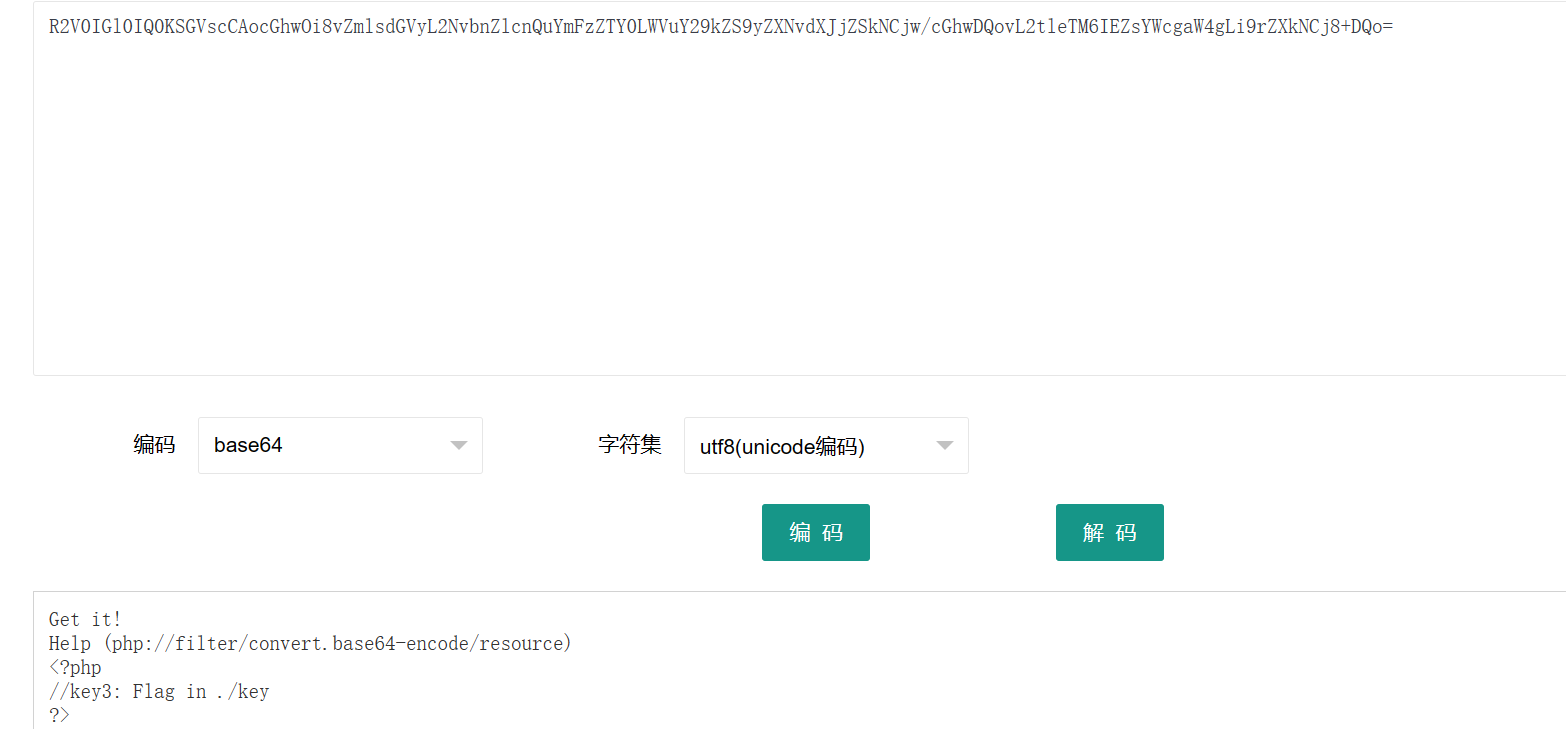 R2V0IGl0IQ0KSGVscCAocGhwOi8vZmlsdGVyL2NvbnZlcnQuYmFzZTY0LWVuY29kZS9yZXNvdXJjZSkNCjw/cGhwDQovL2tleTM6IEZsYWcgaW4gLi9rZXkNCj8+DQo=
编码 base64 字符集 utf8(unicode编码)
编 码 解 码
Get it!
Help (php://filter/convert.base64-encode/resource)
<?php
//key3: Flag in ./key
?>